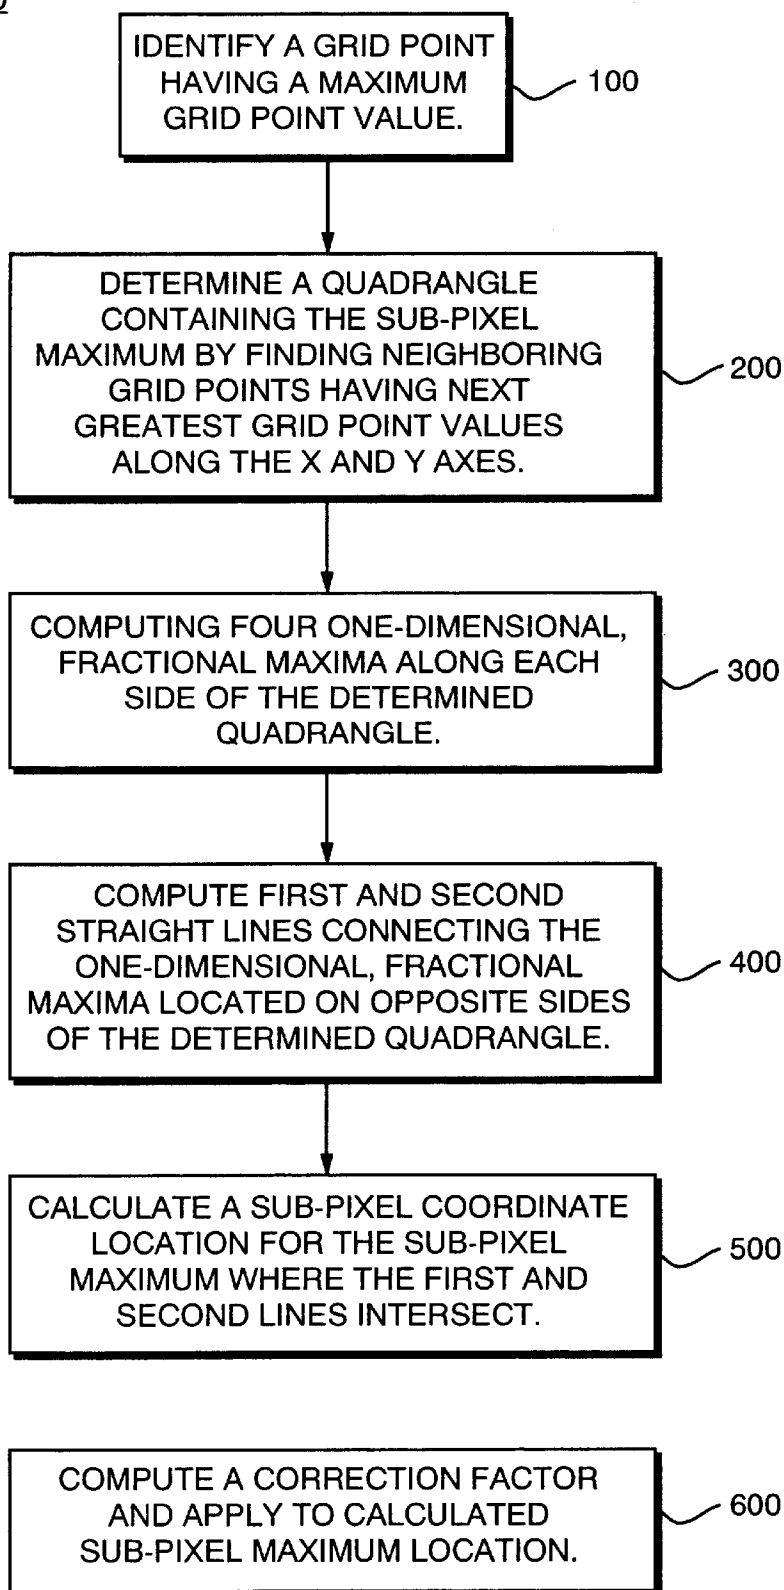 IDENTIFY A GRID POINT
HAVING A MAXIMUM
GRID POINT VALUE.
100
DETERMINE A QUADRANGLE
CONTAINING THE SUB-PIXEL
MAXIMUM BY FINDING NEIGHBORING
GRID POINTS HAVING NEXT
GREATEST GRID POINT VALUES
ALONG THE X AND Y AXES.
200
COMPUTING FOUR ONE-DIMENSIONAL,
FRACTIONAL MAXIMA ALONG EACH
SIDE OF THE DETERMINED
QUADRANGLE.
300
COMPUTE FIRST AND SECOND
STRAIGHT LINES CONNECTING THE
ONE-DIMENSIONAL, FRACTIONAL
MAXIMA LOCATED ON OPPOSITE SIDES
OF THE DETERMINED QUADRANGLE.
400
CALCULATE A SUB-PIXEL COORDINATE
LOCATION FOR THE SUB-PIXEL
MAXIMUM WHERE THE FIRST AND
SECOND LINES INTERSECT.
500
COMPUTE A CORRECTION FACTOR
AND APPLY TO CALCULATED
SUB-PIXEL MAXIMUM LOCATION.
600